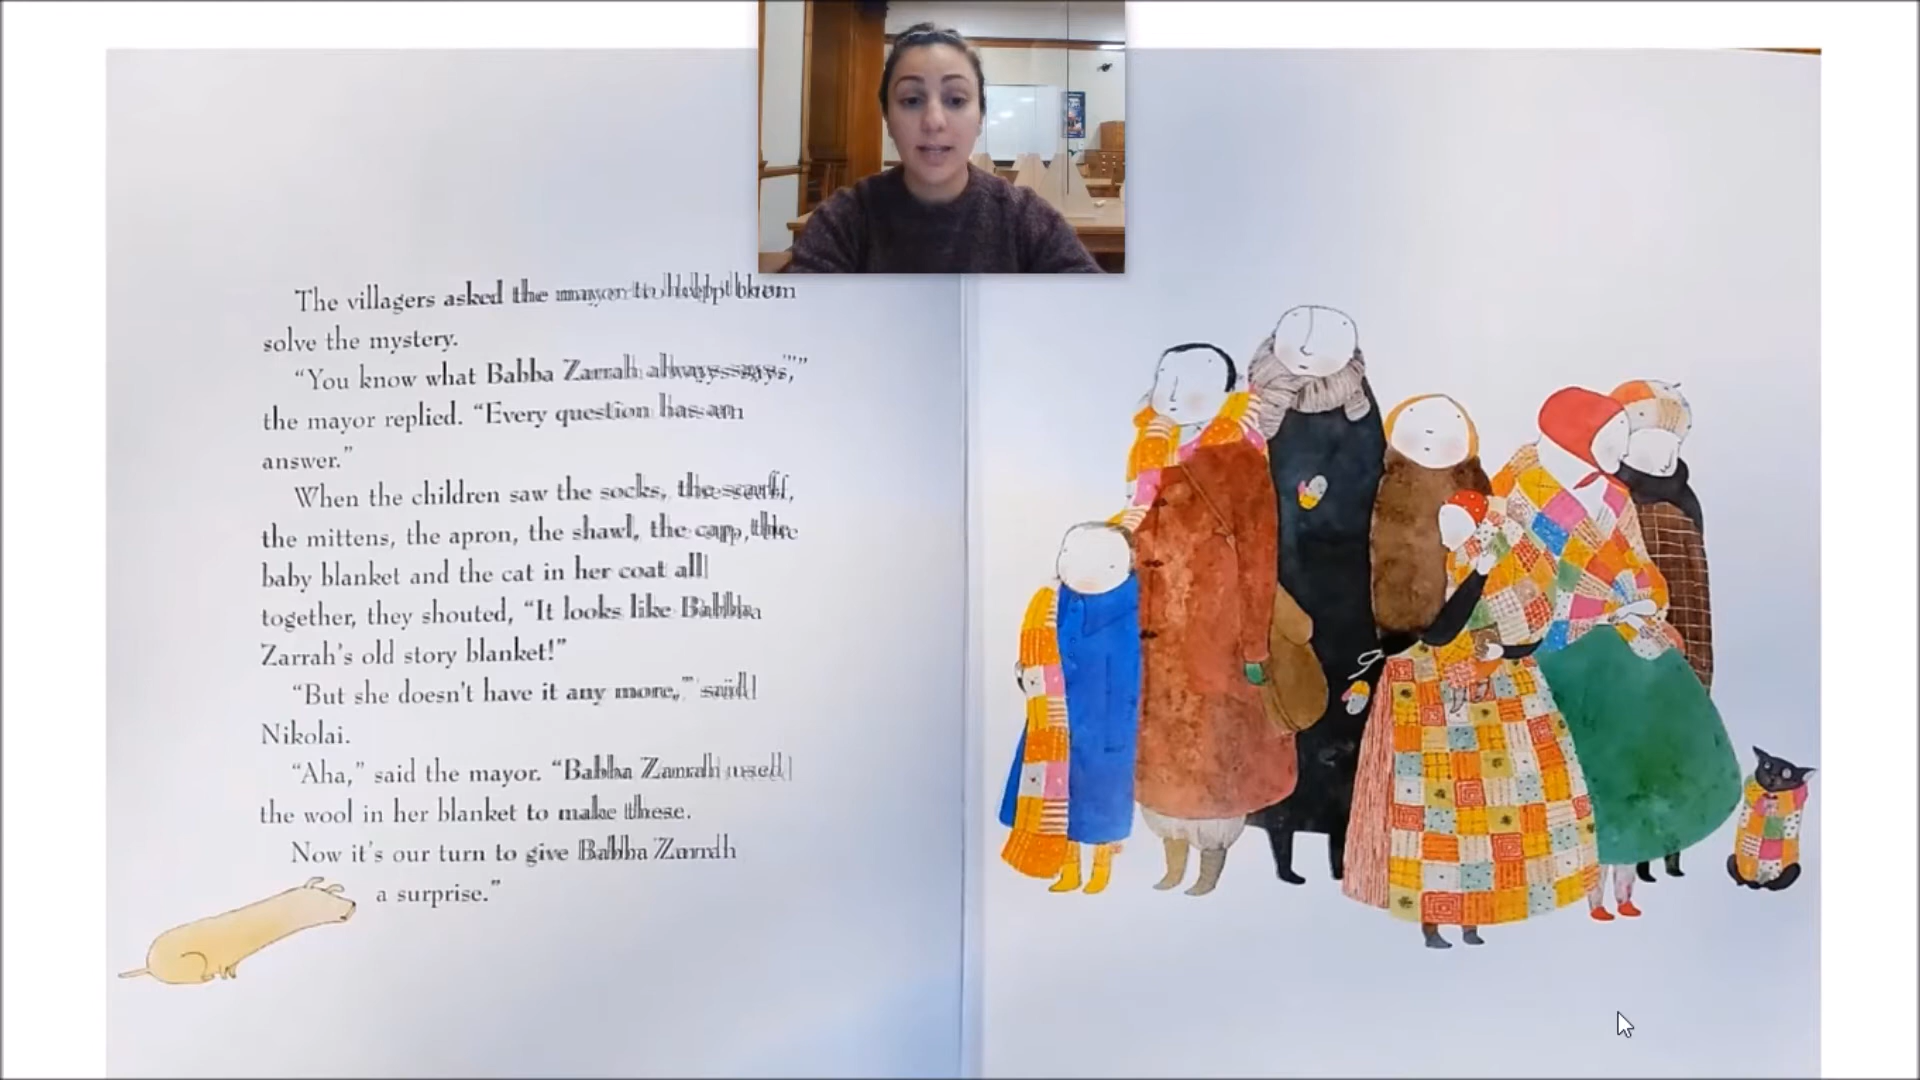 The villagers asked the mayor to help them
solve the mystery.
“You know what Babba Zarrah always says,”
the mayor replied. “Every question has an
answer.”
When the children saw the socks, the scarf,
the mittens, the apron, the shawl, the cap, the
baby blanket and the cat in her coat all
together, they shouted, “It looks like Babba
Zarrah's old story blanket!”
“But she doesn't have it any more,” said
Nikolai.
“Aha,” said the mayor. “Babba Zarrah used
the wool in her blanket to make these.
Now it's our turn to give Babba Zarrah
a surprise.”